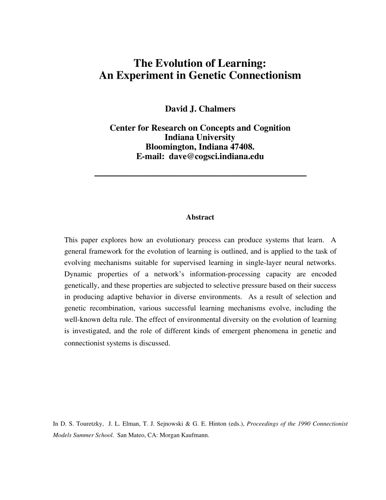 The Evolution of Learning:
An Experiment in Genetic Connectionism
David J. Chalmers
Center for Research on Concepts and Cognition
Indiana University
Bloomington, Indiana 47408.
E-mail: dave@cogsci.indiana.edu
Abstract
This paper explores how an evolutionary process can produce systems that learn. A
general framework for the evolution of learning is outlined, and is applied to the task of
evolving mechanisms suitable for supervised learning in single-layer neural networks.
Dynamic properties of a network's information-processing capacity are encoded
genetically, and these properties are subjected to selective pressure based on their success
in producing adaptive behavior in diverse environments. As a result of selection and
genetic recombination, various successful learning mechanisms evolve, including the
well-known delta rule. The effect of environmental diversity on the evolution of learning
is investigated, and the role of different kinds of emergent phenomena in genetic and
connectionist systems is discussed.
In D. S. Touretzky, J. L. Elman, T. J. Sejnowski & G. E. Hinton (eds.), Proceedings of the 1990 Connectionist
Models Summer School. San Mateo, CA: Morgan Kaufmann.